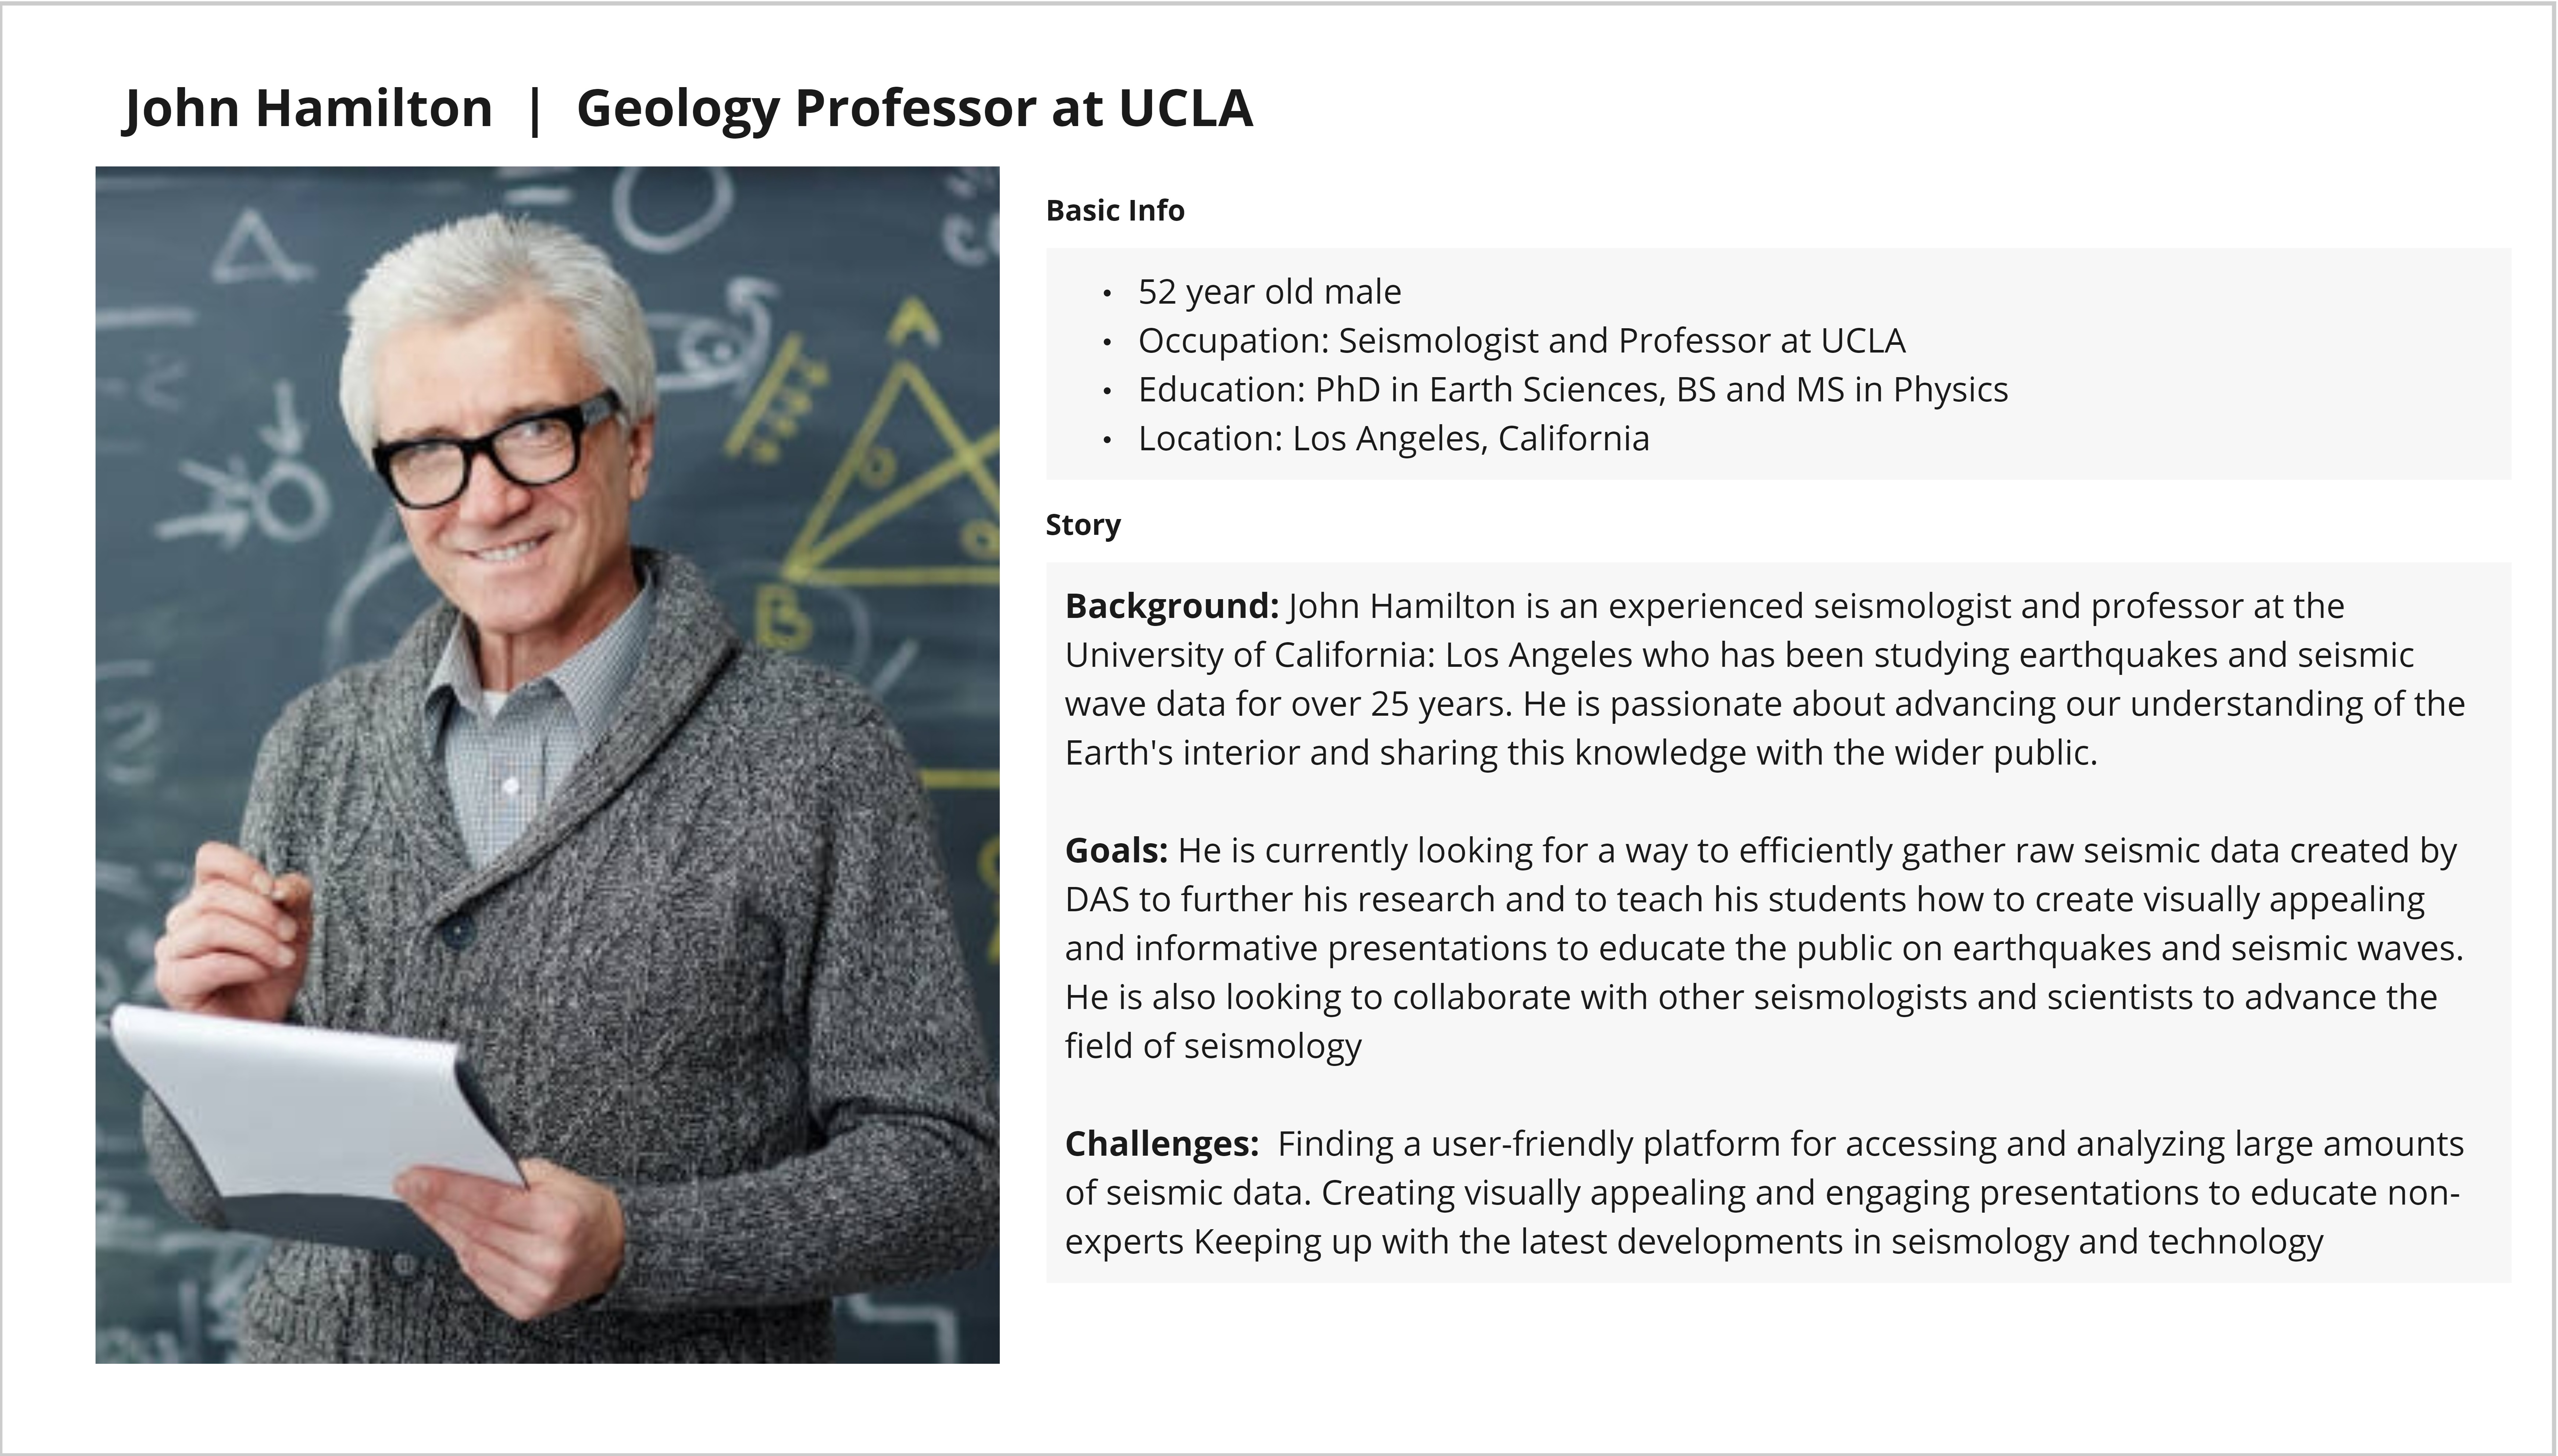 John Hamilton | Geology Professor at UCLA
Basic Info
• 52 year old male
• Occupation: Seismologist and Professor at UCLA
• Education: PhD in Earth Sciences, BS and MS in Physics
• Location: Los Angeles, California
Story
Background: John Hamilton is an experienced seismologist and professor at the
University of California: Los Angeles who has been studying earthquakes and seismic
wave data for over 25 years. He is passionate about advancing our understanding of the
Earth's interior and sharing this knowledge with the wider public.
Goals: He is currently looking for a way to efficiently gather raw seismic data created by
DAS to further his research and to teach his students how to create visually appealing
and informative presentations to educate the public on earthquakes and seismic waves.
He is also looking to collaborate with other seismologists and scientists to advance the
field of seismology
Challenges: Finding a user-friendly platform for accessing and analyzing large amounts
of seismic data. Creating visually appealing and engaging presentations to educate non-
experts Keeping up with the latest developments in seismology and technology
A
B